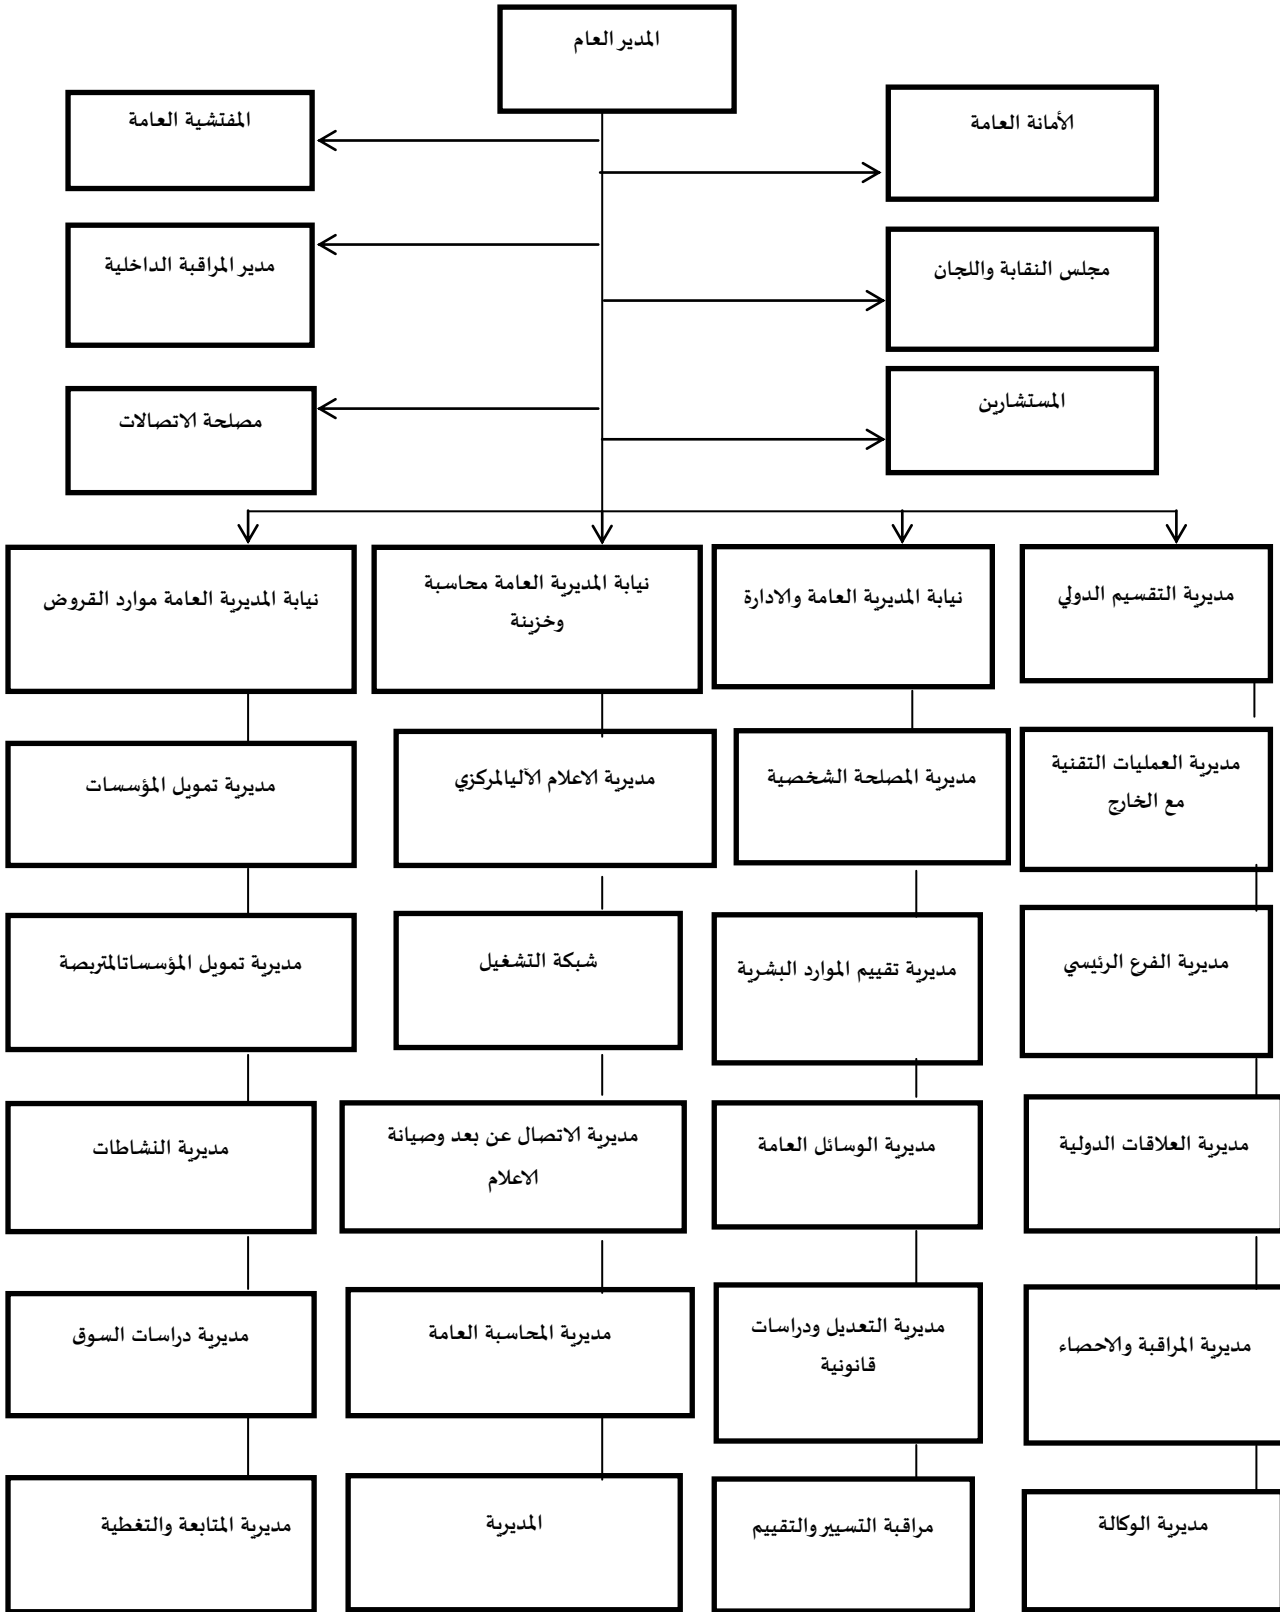 المدير العام
الأمانة العامة
المفتشية العامة
مجلس النقابة واللجان
مدير المراقبة الداخلية
المستشارين
مصلحة الاتصالات
مديرية التقسيم الدولي
نيابة المديرية العامة والادارة
نيابة المديرية العامة محاسبة
وخزينة
نيابة المديرية العامة موارد القروض
مديرية العمليات التقنية
مع الخارج
مديرية المصلحة الشخصية
مديرية الاعلام الآليالمركزي
مديرية تمويل المؤسسات
مديرية الفرع الرئيسي
مديرية تقييم الموارد البشرية
شبكة التشغيل
مديرية تمويل المؤسساتالمتربصة
مديرية العلاقات الدولية
مديرية الوسائل العامة
مديرية الاتصال عن بعد وصيانة
الاعلام
مديرية النشاطات
مديرية المراقبة والاحصاء
مديرية التعديل ودراسات
قانونية
مديرية المحاسبة العامة
مديرية دراسات السوق
مديرية الوكالة
مراقبة التسيير والتقييم
المديرية
مديرية المتابعة والتغطية